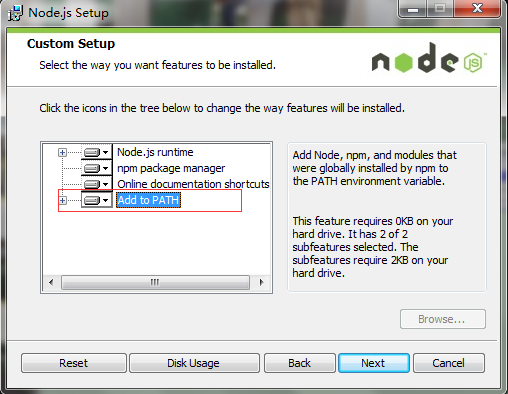 Node.js Setup
Custom Setup
Select the way you want features to be installed.
node
JS
Click the icons in the tree below to change the way features will be installed.
Node.js runtime
npm package manager
Online documentation shortcuts
Add to PATH
Add Node, npm, and modules that
were globally installed by npm to
the PATH environment variable.
This feature requires 0KB on your
hard drive. It has 2 of 2
subfeatures selected. The
subfeatures require 2KB on your
hard drive.
Browse...
Reset
Disk Usage
Back
Next
Cancel